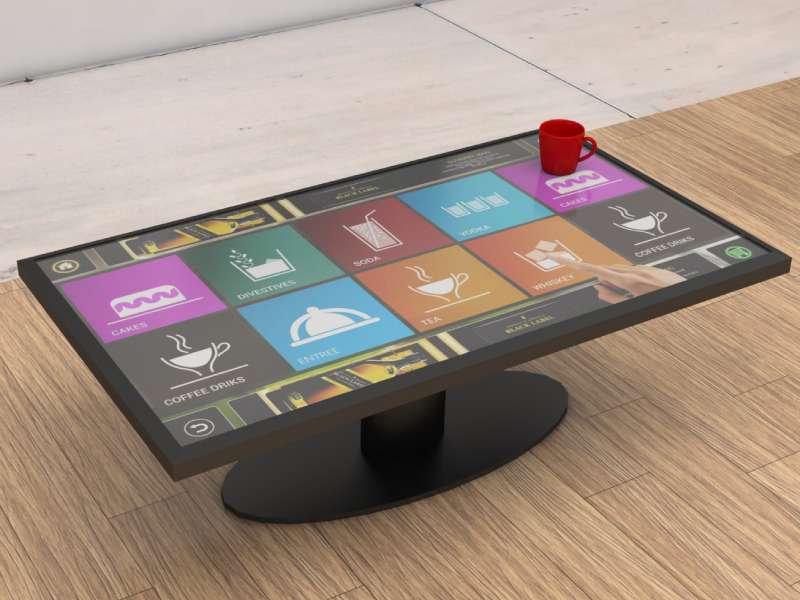 BLACK LABEL
CAKES
DIVESTIVES
SODA
VODKA
CAKES
COFFEE DRIKS
ENTREE
TEA
WHISKEY
COFFEE DRIKS
BLACK LABEL